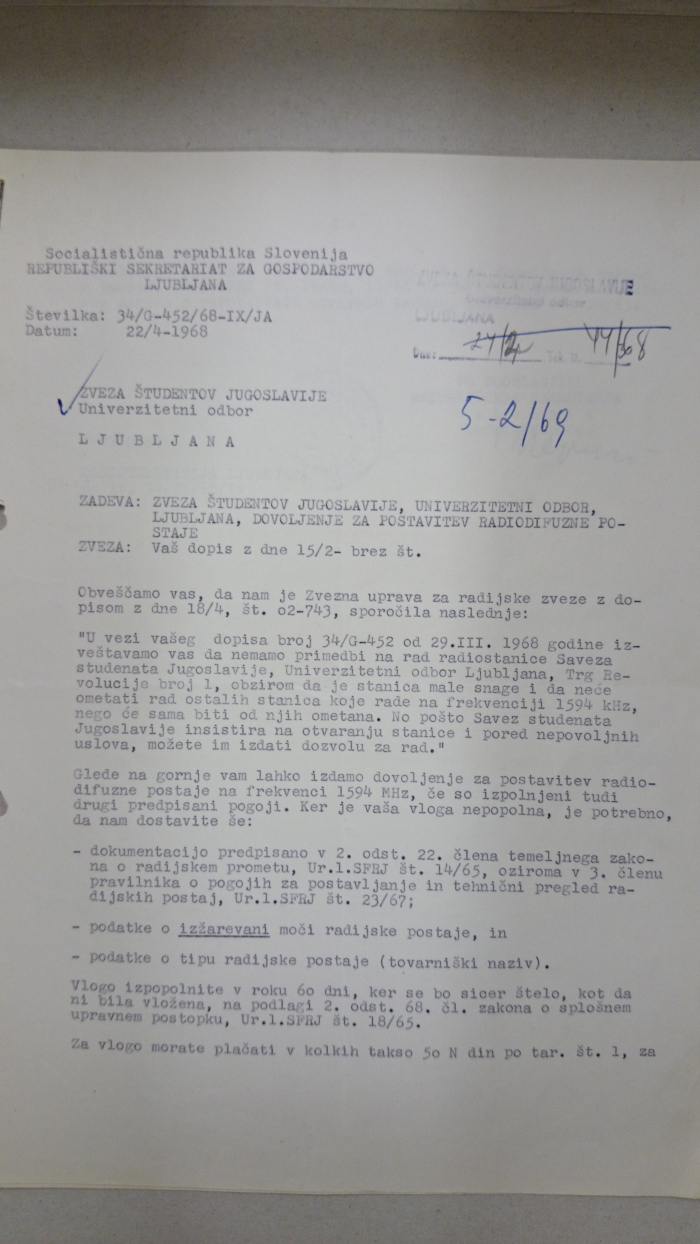 Socialistična republika Slovenija
REPUBLIŠKI SEKRETARIAT ZA GOSPODARSTVO
LJUBLJANA
Številka: 34/G-452/68-IX/JA
Datum: 22/4-1968
ZVEZA ŠTUDENTOV JUGOSLAVIJE
Univerzitetni odbor
LJUBLJANA
5-2/69
ZVEZA ŠTUDENTOV JUGOSLAVIJE
Univerzitetni odbor
L J U B L J A N A
ZADEVA: ZVEZA ŠTUDENTOV JUGOSLAVIJE, UNIVERZITETNI ODBOR,
LJUBLJANA, DOVOLJENJE ZA POSTAVITEV RADIODIFUZNE PO-
STAJE
ZVEZA: Vaš dopis z dne 15/2- brez št.
Obveščamo vas, da nam je Zvezna uprava za radijske zveze z do-
pisom z dne 18/4, št. o2-743, sporočila naslednje:
"U vezi vašeg dopisa broj 34/G-452 od 29.III. 1968 godine iz-
veštavamo vas da nemamo primedbi na rad radiostanice Saveza
studenata Jugoslavije, Univerzitetni odbor Ljubljana, Trg Re-
volucije broj 1, obzirom da je stanica male snage i da neće
ometati rad ostalih stanica koje rade na frekvenciji 1594 kHz,
nego će sama biti od njih ometana. No pošto Savez studenata
Jugoslavije insistira na otvaranju stanice i pored nepovoljnih
uslova, možete im izdati dozvolu za rad."
Glede na gornje vam lahko izdamo dovoljenje za postavitev radio-
difuzne postaje na frekvenci 1594 MHz, če so izpolnjeni tudi
drugi predpisani pogoji. Ker je vaša vloga nepopolna, je potrebno,
da nam dostavite še:
- dokumentacijo predpisano v 2. odst. 22. člena temeljnega zako-
na o radijskem prometu, Ur.l.SFRJ št. 14/65, oziroma v 3. členu
pravilnika o pogojih za postavljanje in tehnični pregled ra-
dijskih postaj, Ur.l.SFRJ št. 23/67;
- podatke o izžarevani moči radijske postaje, in
- podatke o tipu radijske postaje (tovarniški naziv).
Vlogo izpopolnite v roku 6o dni, ker se bo sicer štelo, kot da
ni bila vložena, na podlagi 2. odst. 68. čl. zakona o splošnem
upravnem postopku, Ur.l.SFRJ št. 18/65.
Za vlogo morate plačati v kolkih takso 5o N din po tar. št. 1, za